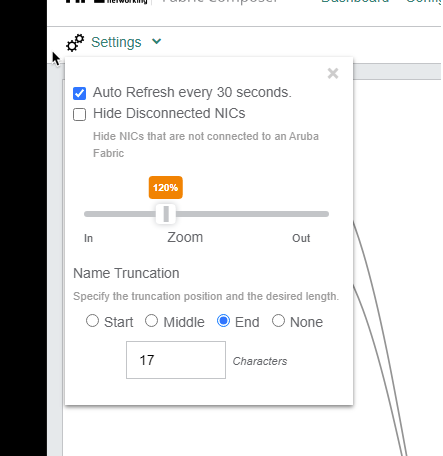 networking Fabric Composer Dashboard
Settings
×
Auto Refresh every 30 seconds.
Hide Disconnected NICs
Hide NICs that are not connected to an Aruba
Fabric
120%
In Zoom Out
Name Truncation
Specify the truncation position and the desired length.
Start Middle End None
17 Characters